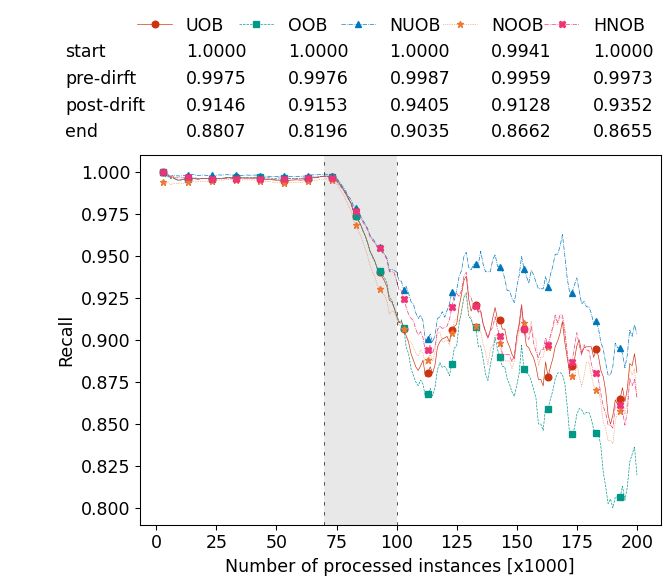 UOB OOB NUOB NOOB HNOB
start 1.0000 1.0000 1.0000 0.9941 1.0000
pre-dirft 0.9975 0.9976 0.9987 0.9959 0.9973
post-drift 0.9146 0.9153 0.9405 0.9128 0.9352
end 0.8807 0.8196 0.9035 0.8662 0.8655
1.000
0.975
0.950
0.925
0.900
0.875
0.850
0.825
0.800
Recall
0 25 50 75 100 125 150 175 200
Number of processed instances [x1000]